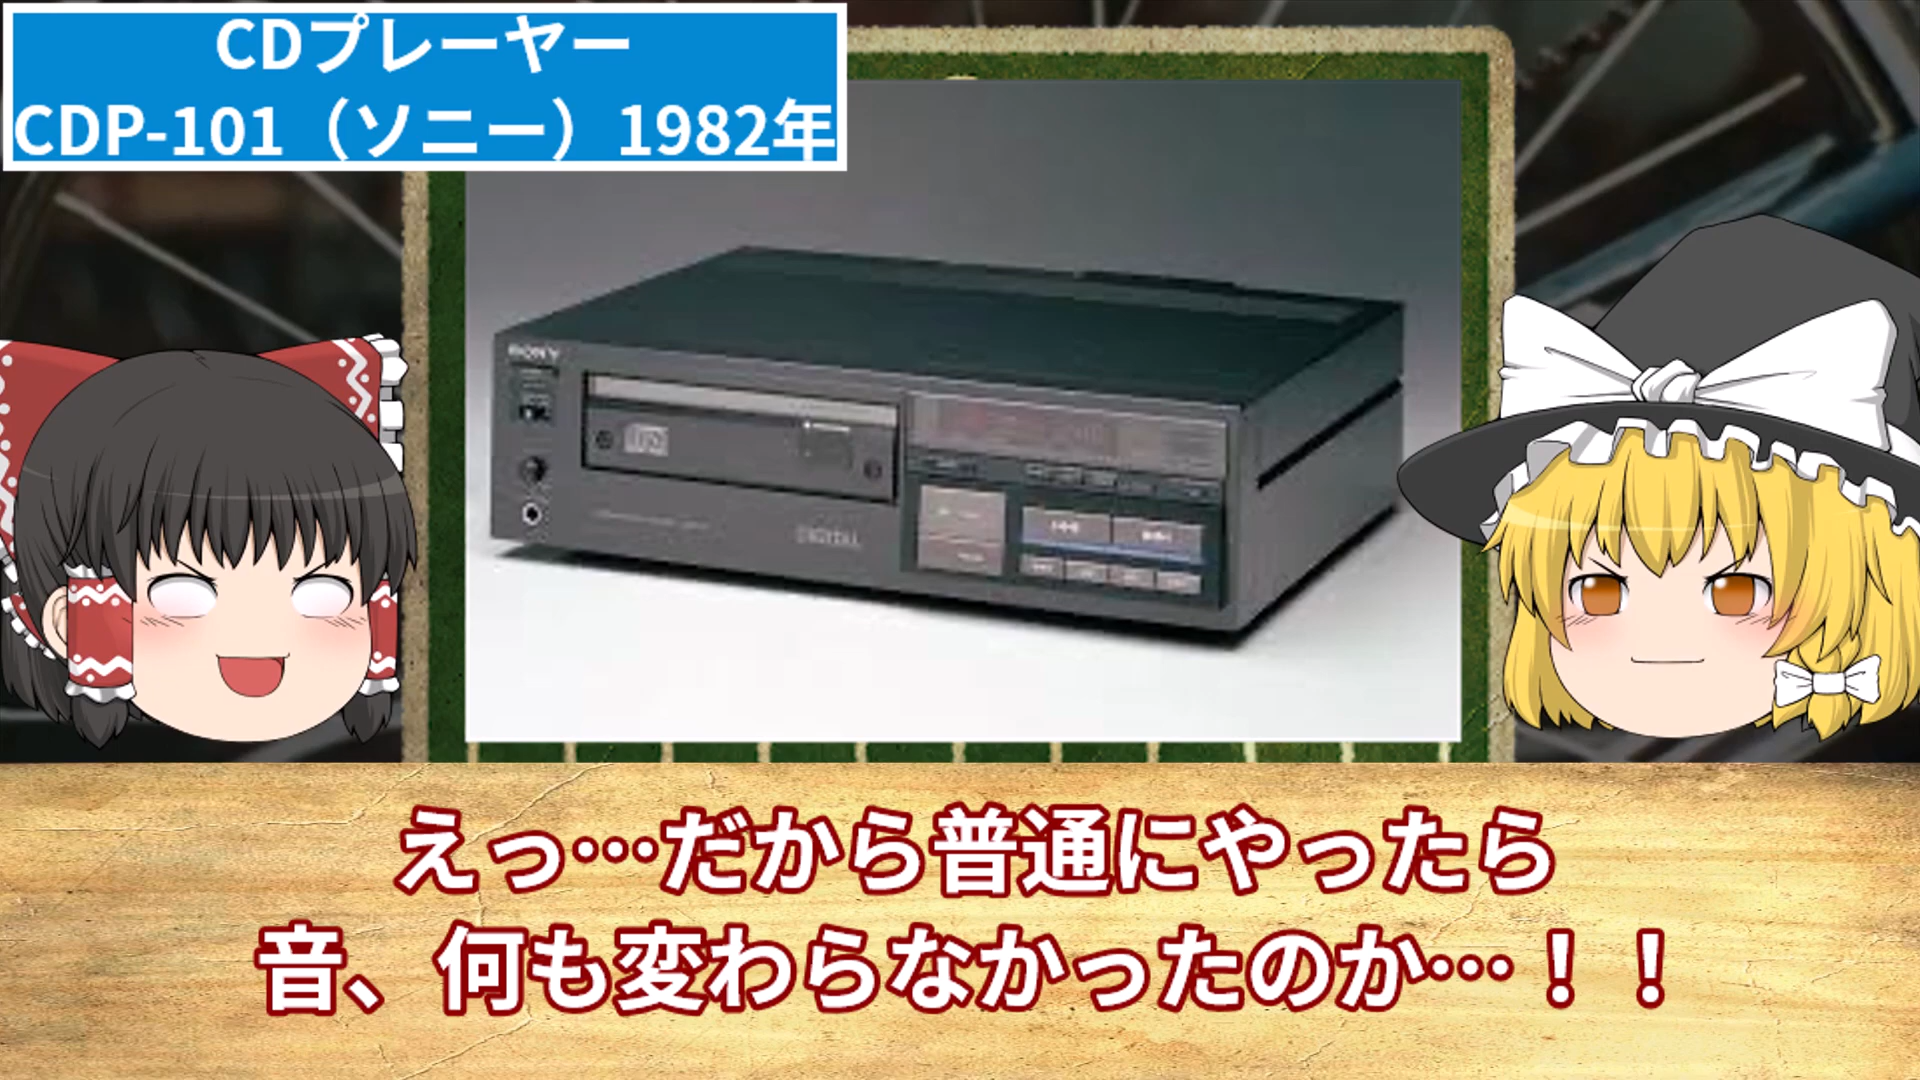 CDプレーヤー
CDP-101（ソニー）1982年
SONY
DIGITAL
えっ…だから普通にやったら
音、何も変わらなかったのか…！！